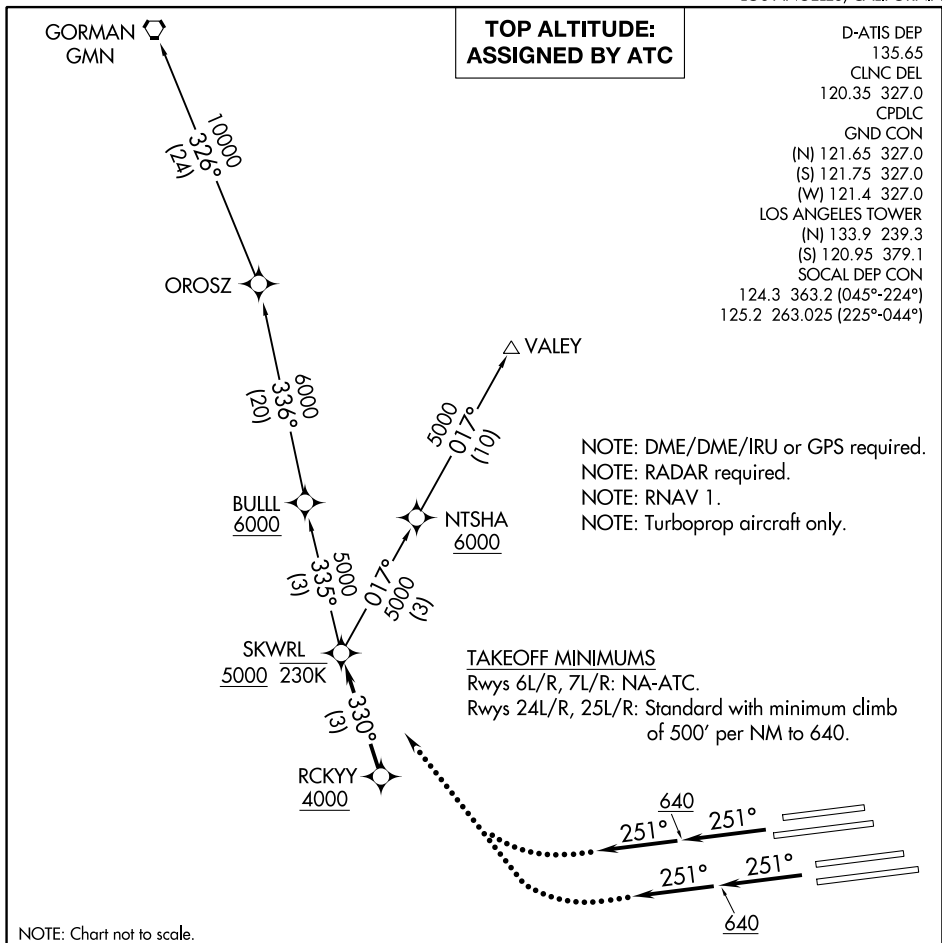 TOP ALTITUDE:
ASSIGNED BY ATC
D-ATIS DEP
135.65
CLNC DEL
120.35 327.0
CPDLC
GND CON
(N) 121.65 327.0
(S) 121.75 327.0
(W) 121.4 327.0
LOS ANGELES TOWER
(N) 133.9 239.3
(S) 120.95 379.1
SOCAL DEP CON
124.3 363.2 (045°-224°)
125.2 263.025 (225°-044°)
GORMAN
GMN
10000
326°
(24)
OROSZ
6000
336°
(20)
VALEY
5000
017°
(10)
BULLL
6000
NTSHA
6000
5000
335°
(3)
017°
5000
(3)
SKWRL
5000 230K
330°
(3)
RCKYY
4000
NOTE: DME/DME/IRU or GPS required.
NOTE: RADAR required.
NOTE: RNAV 1.
NOTE: Turboprop aircraft only.
TAKEOFF MINIMUMS
Rwys 6L/R, 7L/R: NA-ATC.
Rwys 24L/R, 25L/R: Standard with minimum climb
of 500' per NM to 640.
640
251° 251°
251° 251°
640
NOTE: Chart not to scale.